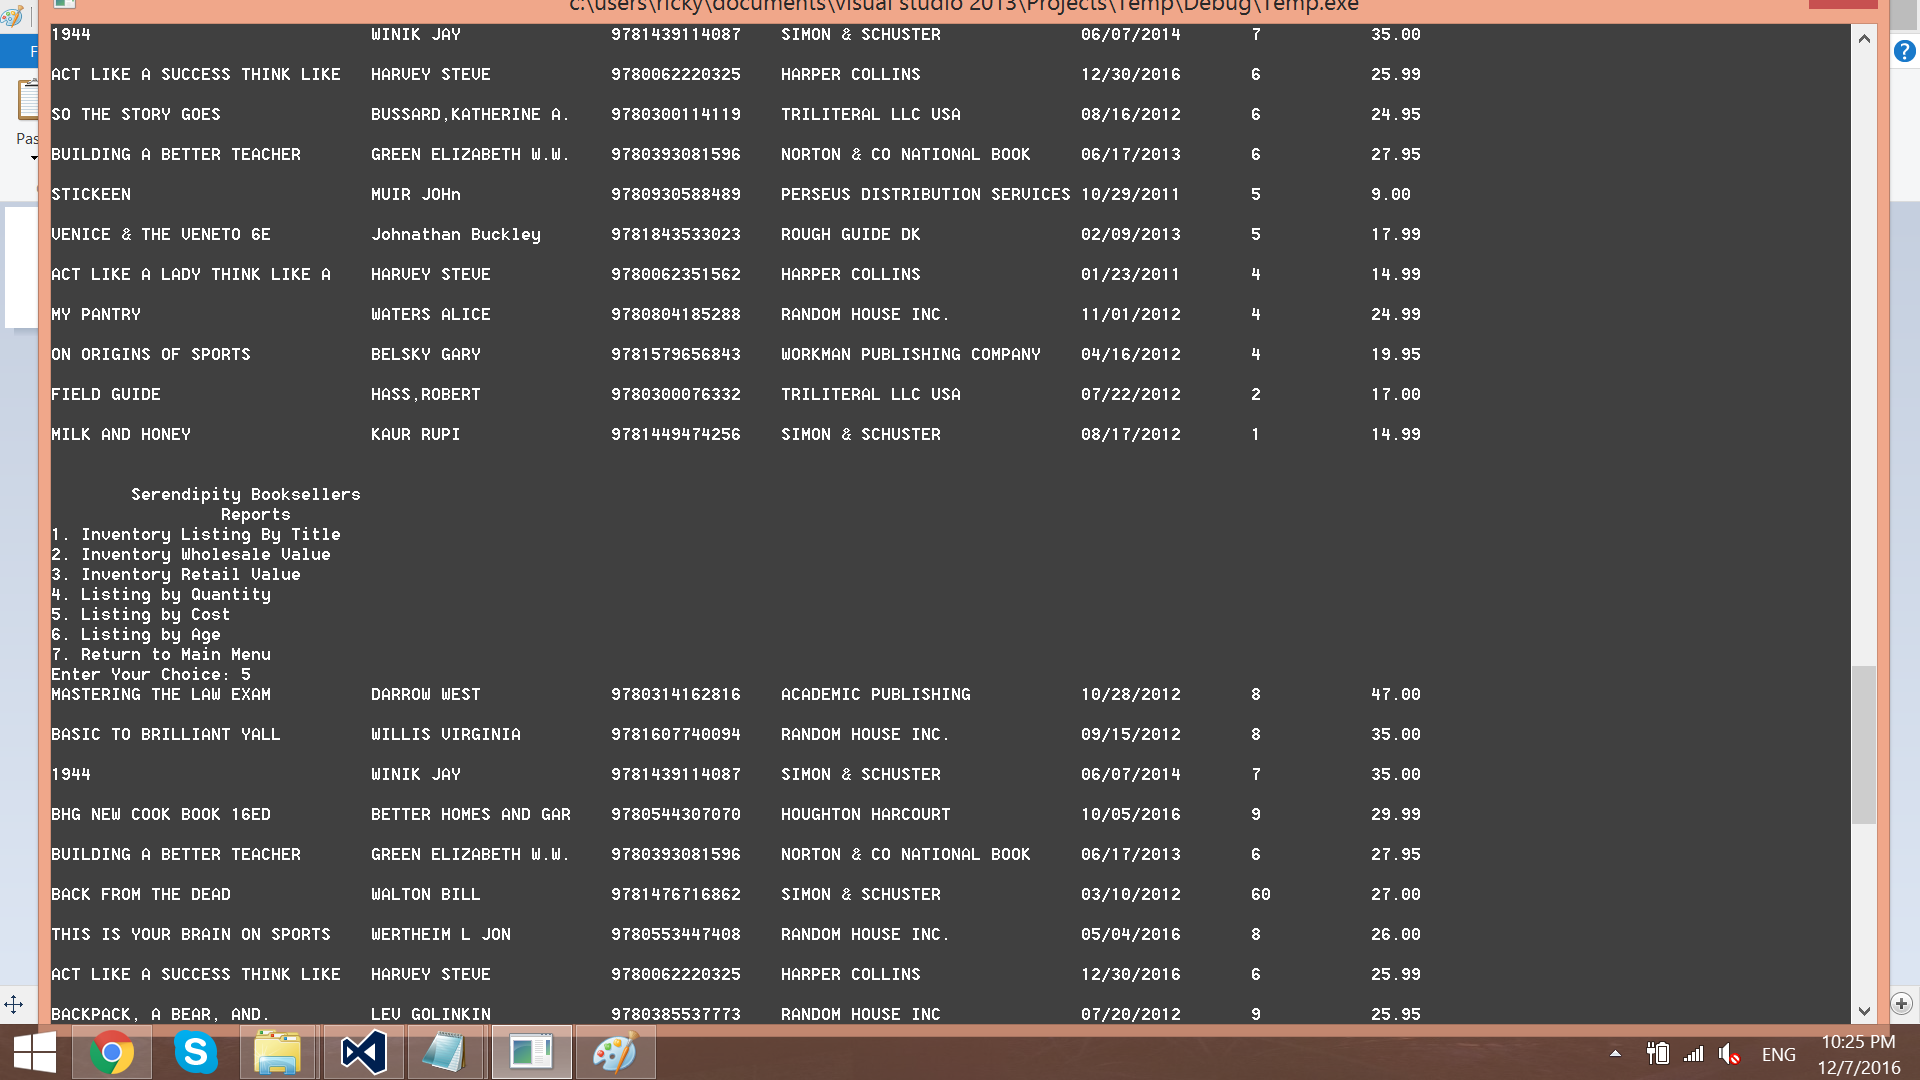 c:\users\ricky\documents\visual studio 2013\Projects\Temp\Debug\Temp.exe
F
Pas
1944 WINIK JAY 9781439114087 SIMON & SCHUSTER 06/07/2014 7 35.00
ACT LIKE A SUCCESS THINK LIKE HARVEY STEVE 9780062220325 HARPER COLLINS 12/30/2016 6 25.99
SO THE STORY GOES BUSSARD,KATHERINE A. 9780300114119 TRILITERAL LLC USA 08/16/2012 6 24.95
BUILDING A BETTER TEACHER GREEN ELIZABETH W.W. 9780393081596 NORTON & CO NATIONAL BOOK 06/17/2013 6 27.95
STICKEEN MUIR JOHn 9780930588489 PERSEUS DISTRIBUTION SERVICES 10/29/2011 5 9.00
VENICE & THE VENETO 6E Johnathan Buckley 9781843533023 ROUGH GUIDE DK 02/09/2013 5 17.99
ACT LIKE A LADY THINK LIKE A HARVEY STEVE 9780062351562 HARPER COLLINS 01/23/2011 4 14.99
MY PANTRY WATERS ALICE 9780804185288 RANDOM HOUSE INC. 11/01/2012 4 24.99
ON ORIGINS OF SPORTS BELSKY GARY 9781579656843 WORKMAN PUBLISHING COMPANY 04/16/2012 4 19.95
FIELD GUIDE HASS,ROBERT 9780300076332 TRILITERAL LLC USA 07/22/2012 2 17.00
MILK AND HONEY KAUR RUPI 9781449474256 SIMON & SCHUSTER 08/17/2012 1 14.99
Serendipity Booksellers
Reports
1. Inventory Listing By Title
2. Inventory Wholesale Value
3. Inventory Retail Value
4. Listing by Quantity
5. Listing by Cost
6. Listing by Age
7. Return to Main Menu
Enter Your Choice: 5
MASTERING THE LAW EXAM DARROW WEST 9780314162816 ACADEMIC PUBLISHING 10/28/2012 8 47.00
BASIC TO BRILLIANT YALL WILLIS VIRGINIA 9781607740094 RANDOM HOUSE INC. 09/15/2012 8 35.00
1944 WINIK JAY 9781439114087 SIMON & SCHUSTER 06/07/2014 7 35.00
BHG NEW COOK BOOK 16ED BETTER HOMES AND GAR 9780544307070 HOUGHTON HARCOURT 10/05/2016 9 29.99
BUILDING A BETTER TEACHER GREEN ELIZABETH W.W. 9780393081596 NORTON & CO NATIONAL BOOK 06/17/2013 6 27.95
BACK FROM THE DEAD WALTON BILL 9781476716862 SIMON & SCHUSTER 03/10/2012 60 27.00
THIS IS YOUR BRAIN ON SPORTS WERTHEIM L JON 9780553447408 RANDOM HOUSE INC. 05/04/2016 8 26.00
ACT LIKE A SUCCESS THINK LIKE HARVEY STEVE 9780062220325 HARPER COLLINS 12/30/2016 6 25.99
BACKPACK, A BEAR, AND. LEV GOLINKIN 9780385537773 RANDOM HOUSE INC 07/20/2012 9 25.95
ENG
10:25 PM
12/7/2016